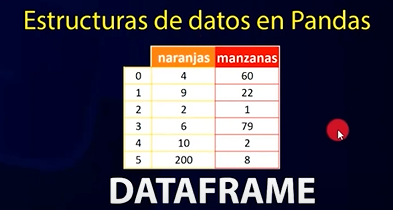 Estructuras de datos en Pandas
naranjas manzanas
0 4 60
1 9 22
2 2 1
3 6 79
4 10 2
5 200 8
DATAFRAME